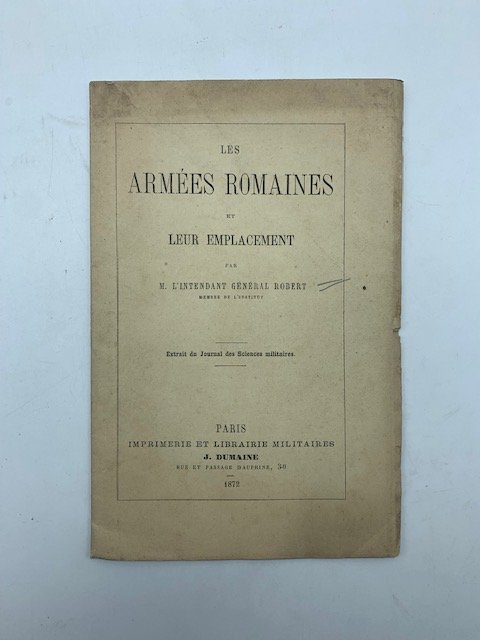 LES
ARMÉES ROMAINES
ET
LEUR EMPLACEMENT
PAR
M. L'INTENDANT GÉNÉRAL ROBERT
MEMBRE DE L'INSTITUT
Extrait du Journal des Sciences militaires.
PARIS
IMPRIMERIE ET LIBRAIRIE MILITAIRES
J. DUMAINE
RUE ET PASSAGE DAUPHINE, 30
1872